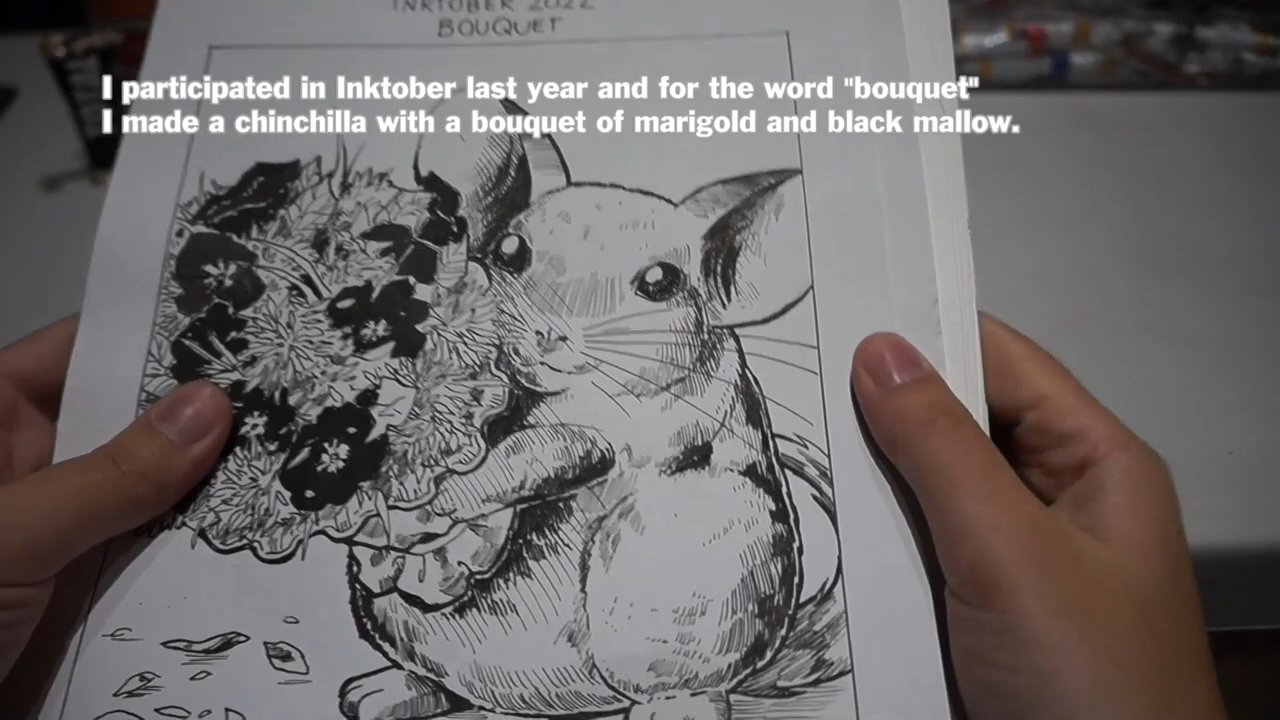 INKTOBER 2022
BOUQUET
I participated in Inktober last year and for the word "bouquet"
I made a chinchilla with a bouquet of marigold and black mallow.